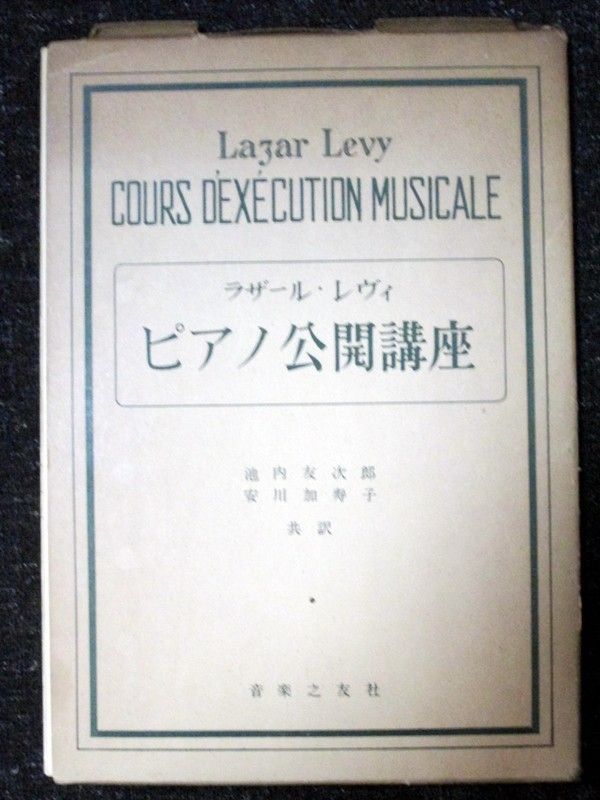 Lazar Levy
COURS D'EXÉCUTION MUSICALE
ラザール・レヴィ
ピアノ公開講座
池内友次郎
安川加寿子
共訳
音楽之友社